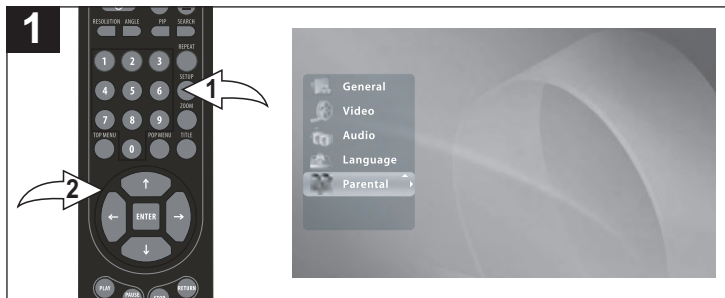 1
RESOLUTION ANGLE PIP SEARCH
REPEAT
1 2 3
SETUP
1
4 5 6
ZOOM
7 8 9
TOP MENU POP MENU TITLE
0
2
↑
← ENTER →
↓
PLAY PAUSE STOP RETURN
General
Video
Audio
Language
Parental